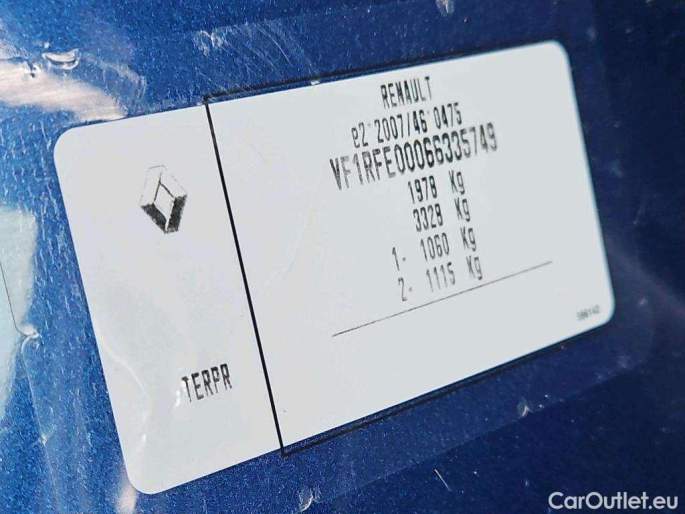 RENAULT
e2*2007/46*0475
VF1RFE00066335749
1978 Kg
3328 Kg
1- 1060 Kg
2- 1115 Kg
TERPR
CarOutlet.eu